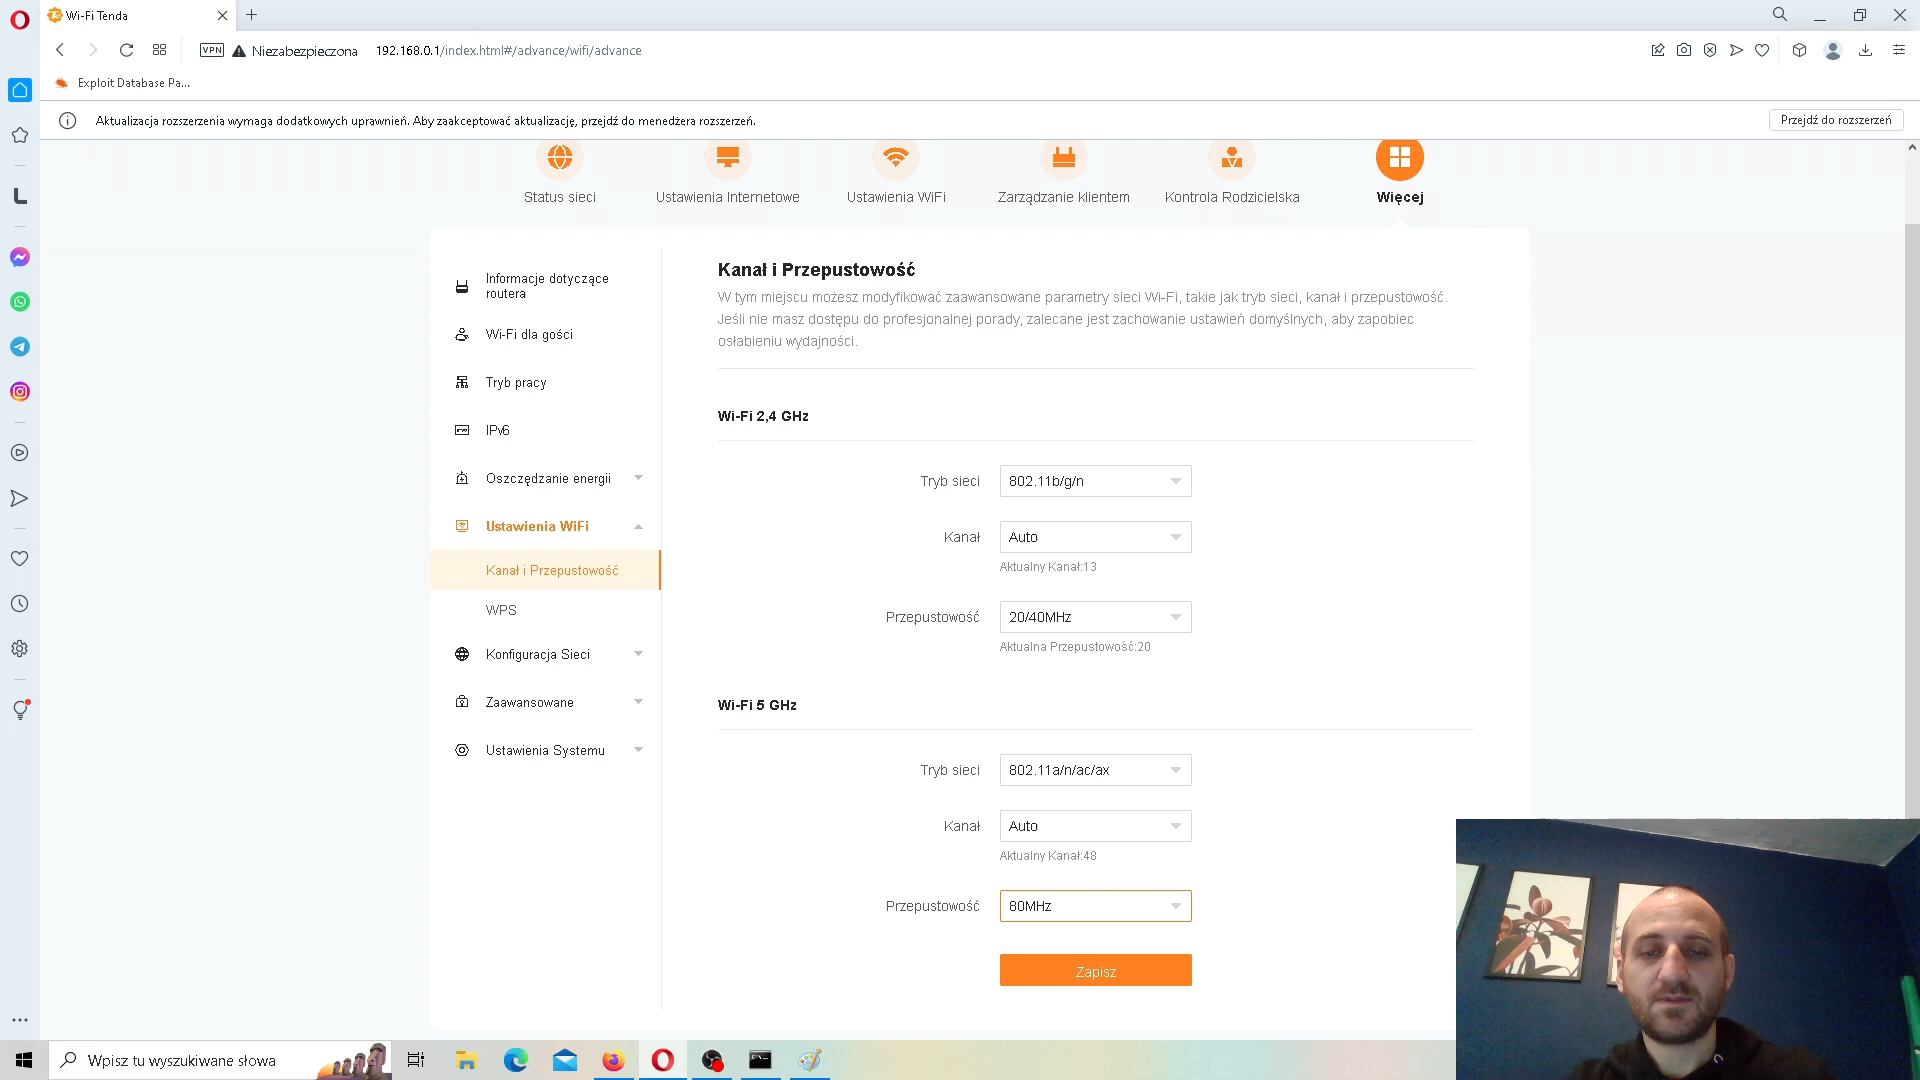 Wi-Fi Tenda
VPN
Niezabezpieczona
192.168.0.1/index.html#/advance/wifi/advance
Exploit Database Pa...
Aktualizacja rozszerzenia wymaga dodatkowych uprawnień. Aby zaakceptować aktualizację, przejdź do menedżera rozszerzeń.
Przejdź do rozszerzeń
Status sieci
Ustawienia Internetowe
Ustawienia WiFi
Zarządzanie klientem
Kontrola Rodzicielska
Więcej
Informacje dotyczące
routera
Wi-Fi dla gości
Tryb pracy
IPv6
Oszczędzanie energii
Ustawienia WiFi
Kanał i Przepustowość
WPS
Konfiguracja Sieci
Zaawansowane
Ustawienia Systemu
Kanał i Przepustowość
W tym miejscu możesz modyfikować zaawansowane parametry sieci Wi-Fi, takie jak tryb sieci, kanał i przepustowość.
Jeśli nie masz dostępu do profesjonalnej porady, zalecane jest zachowanie ustawień domyślnych, aby zapobiec
osłabieniu wydajności.
Wi-Fi 2,4 GHz
Tryb sieci
802.11b/g/n
Kanał
Auto
Aktualny Kanał:13
Przepustowość
20/40MHz
Aktualna Przepustowość:20
Wi-Fi 5 GHz
Tryb sieci
802.11a/n/ac/ax
Kanał
Auto
Aktualny Kanał:48
Przepustowość
80MHz
Zapisz
Wpisz tu wyszukiwane słowa